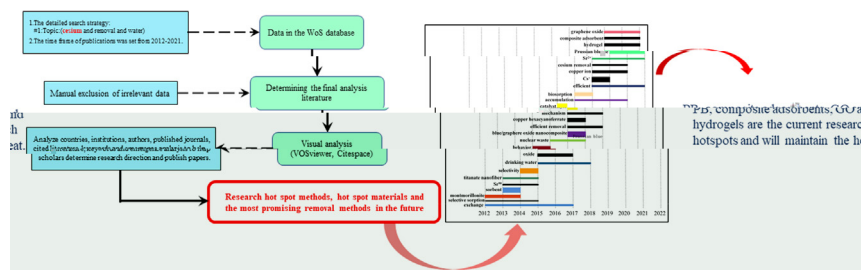 1.The detailed search strategy:
#1:Topic:(cesium and removal and water)
2.The time frame of publications was set from 2012-2021.
Data in the WoS database
Manual exclusion of irrelevant data
Determining the final analysis
literature
Analyze countries, institutions, authors, published journals,
cited
scholars determine research direction and publish papers.
Visual analysis
(VOSviewer, Citespace)
Research hot spot methods, hot spot materials and
the most promising removal methods in the future
graphene oxide
composite adsorbent
hydrogel
Prussian blue
cesium removal
copper ion
Cs⁺
efficient
biosorption
accumulation
catalyst
mechanism
copper hexacyanoferrate
efficient removal
blue/graphene oxide nanocomposite
nuclear waste
behavior
oxide
drinking water
selectivity
titanate nanofiber
sorbent
montmorillonite
selective sorption
exchange
2012 2013 2014 2015 2016 2017 2018 2019 2020 2021 2022
PB, composite adsorbents, GO a
hydrogels are the current researc
hotspots and will maintain the he
eat.